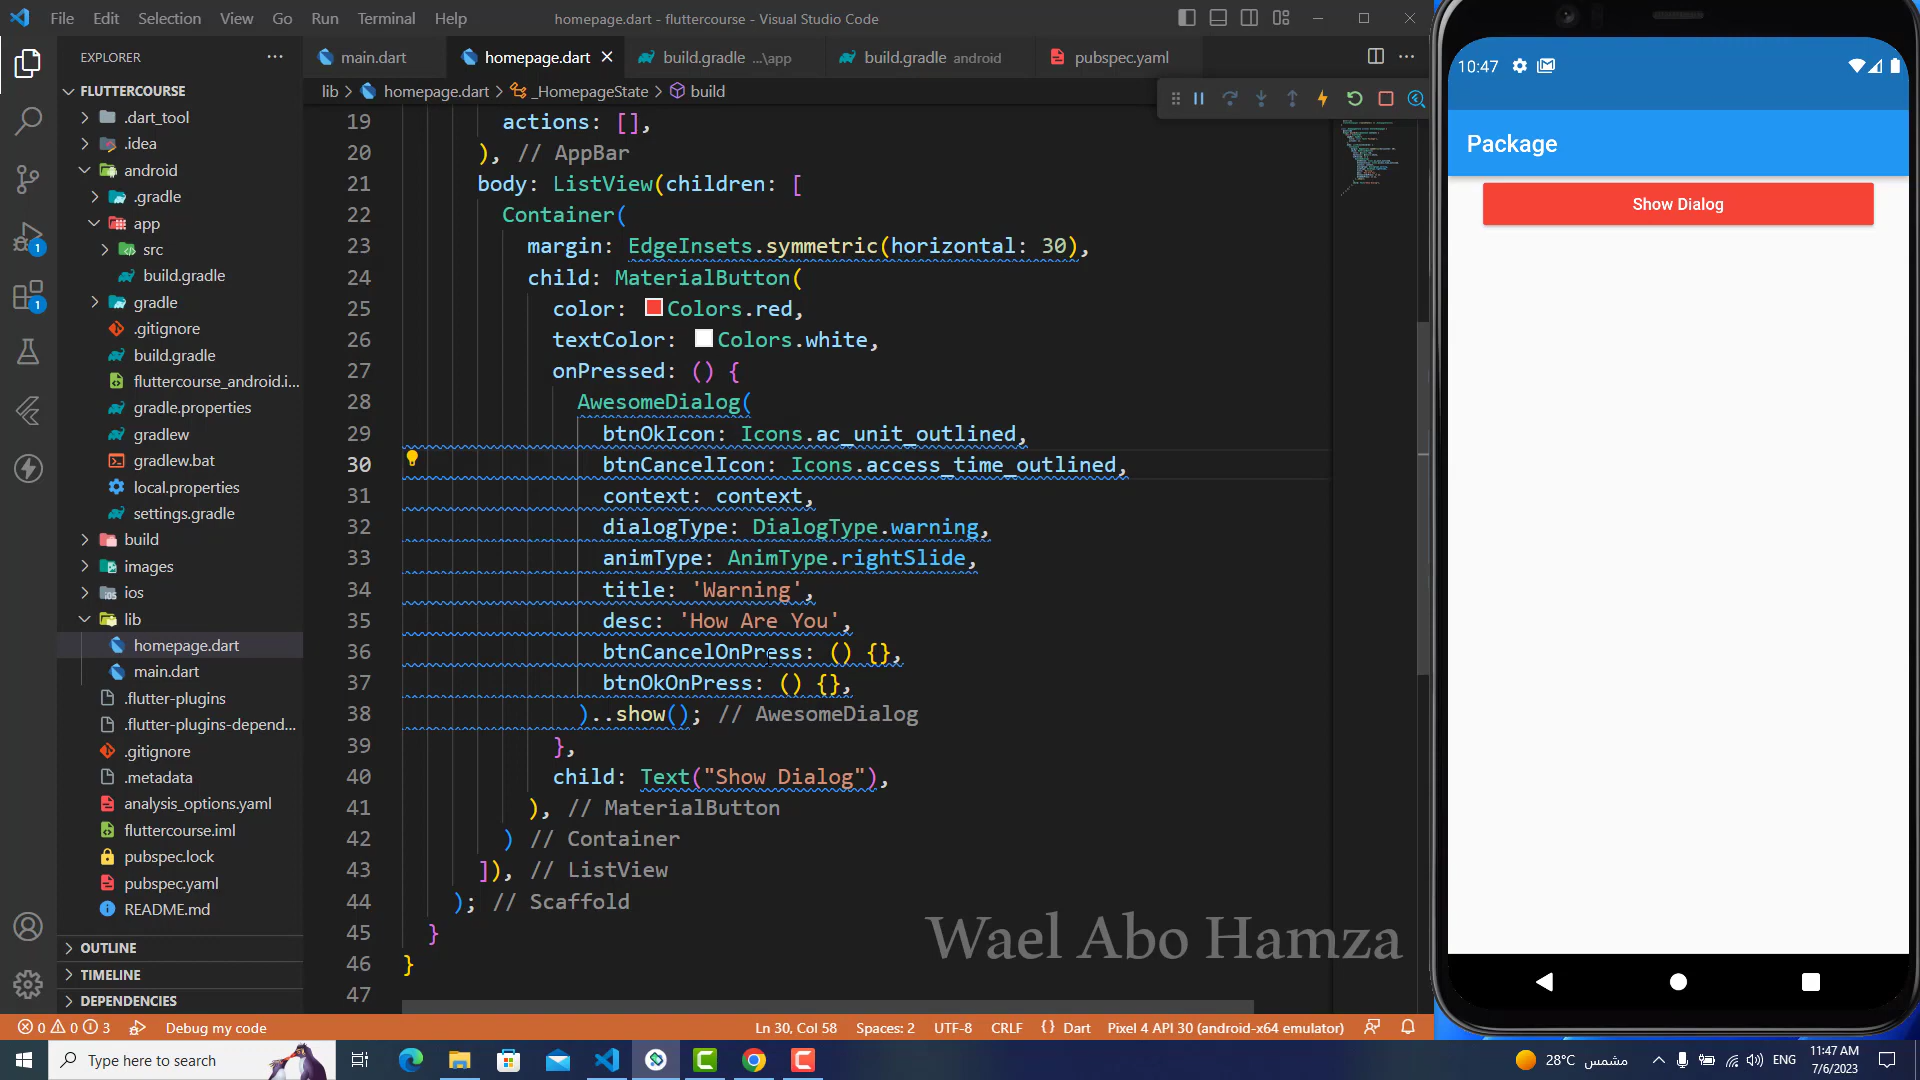 File Edit Selection View Go Run Terminal Help
homepage.dart - fluttercourse - Visual Studio Code
EXPLORER
main.dart
homepage.dart
build.gradle ...\app
build.gradle android
pubspec.yaml
lib > homepage.dart > _HomepageState > build
FLUTTERCOURSE
.dart_tool
.idea
android
.gradle
app
src
build.gradle
gradle
.gitignore
build.gradle
fluttercourse_android.i...
gradle.properties
gradlew
gradlew.bat
local.properties
settings.gradle
build
images
ios
lib
homepage.dart
main.dart
.flutter-plugins
.flutter-plugins-depend...
.gitignore
.metadata
analysis_options.yaml
fluttercourse.iml
pubspec.lock
pubspec.yaml
README.md
OUTLINE
TIMELINE
DEPENDENCIES
1
1
19 actions: [],
20 ), // AppBar
21 body: ListView(children: [
22 Container(
23 margin: EdgeInsets.symmetric(horizontal: 30),
24 child: MaterialButton(
25 color: Colors.red,
26 textColor: Colors.white,
27 onPressed: () {
28 AwesomeDialog(
29 btnOkIcon: Icons.ac_unit_outlined,
30 btnCancelIcon: Icons.access_time_outlined,
31 context: context,
32 dialogType: DialogType.warning,
33 animType: AnimType.rightSlide,
34 title: 'Warning',
35 desc: 'How Are You',
36 btnCancelOnPress: () {},
37 btnOkOnPress: () {},
38 )..show(); // AwesomeDialog
39 },
40 child: Text("Show Dialog"),
41 ), // MaterialButton
42 ) // Container
43 ]), // ListView
44 ); // Scaffold
45 }
46 }
47
Wael Abo Hamza
10:47
Package
Show Dialog
0 0 3 Debug my code
Ln 30, Col 58 Spaces: 2 UTF-8 CRLF {} Dart Pixel 4 API 30 (android-x64 emulator)
Type here to search
28°C مشمس
ENG
11:47 AM
7/6/2023